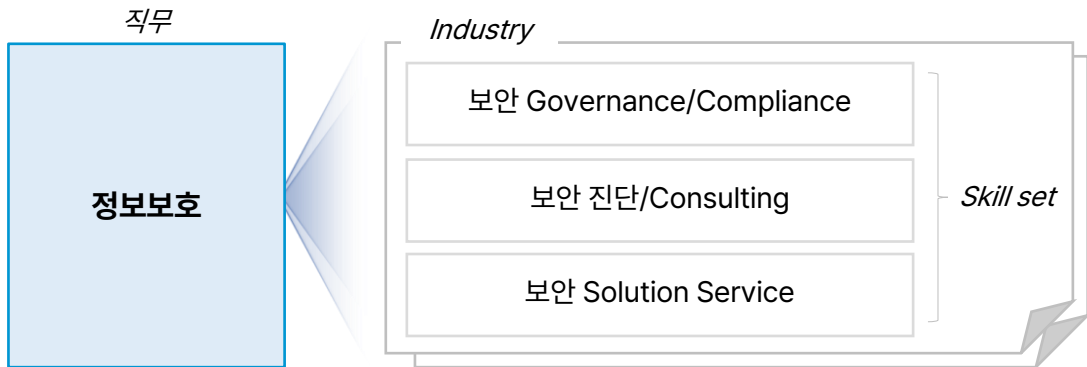 직무
정보보호
Industry
보안 Governance/Compliance
보안 진단/Consulting
보안 Solution Service
Skill set